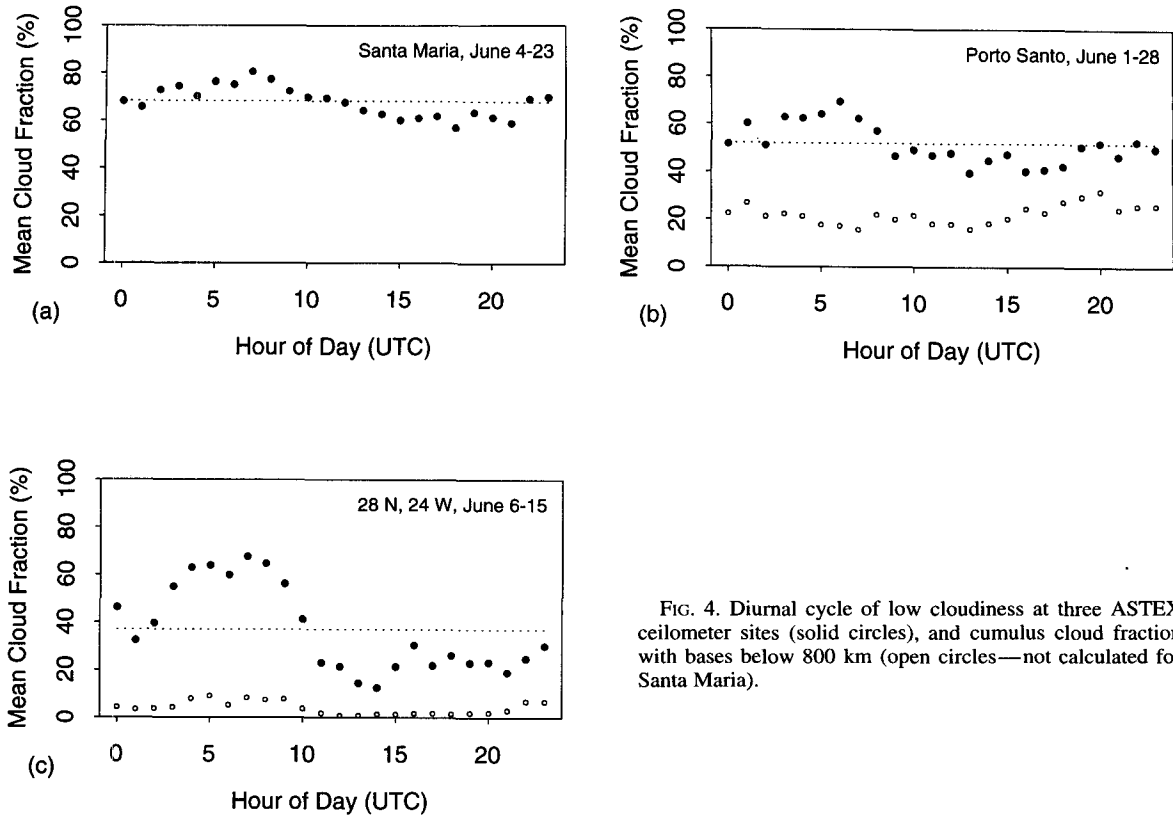 Mean Cloud Fraction (%)
0 20 40 60 80 100
Santa Maria, June 4-23
0 5 10 15 20
(a)
Hour of Day (UTC)
Mean Cloud Fraction (%)
0 20 40 60 80 100
Porto Santo, June 1-28
0 5 10 15 20
(b)
Hour of Day (UTC)
Mean Cloud Fraction (%)
0 20 40 60 80 100
28 N, 24 W, June 6-15
0 5 10 15 20
(c)
Hour of Day (UTC)
FIG. 4. Diurnal cycle of low cloudiness at three ASTEX
ceilometer sites (solid circles), and cumulus cloud fraction
with bases below 800 km (open circles—not calculated fo
Santa Maria).